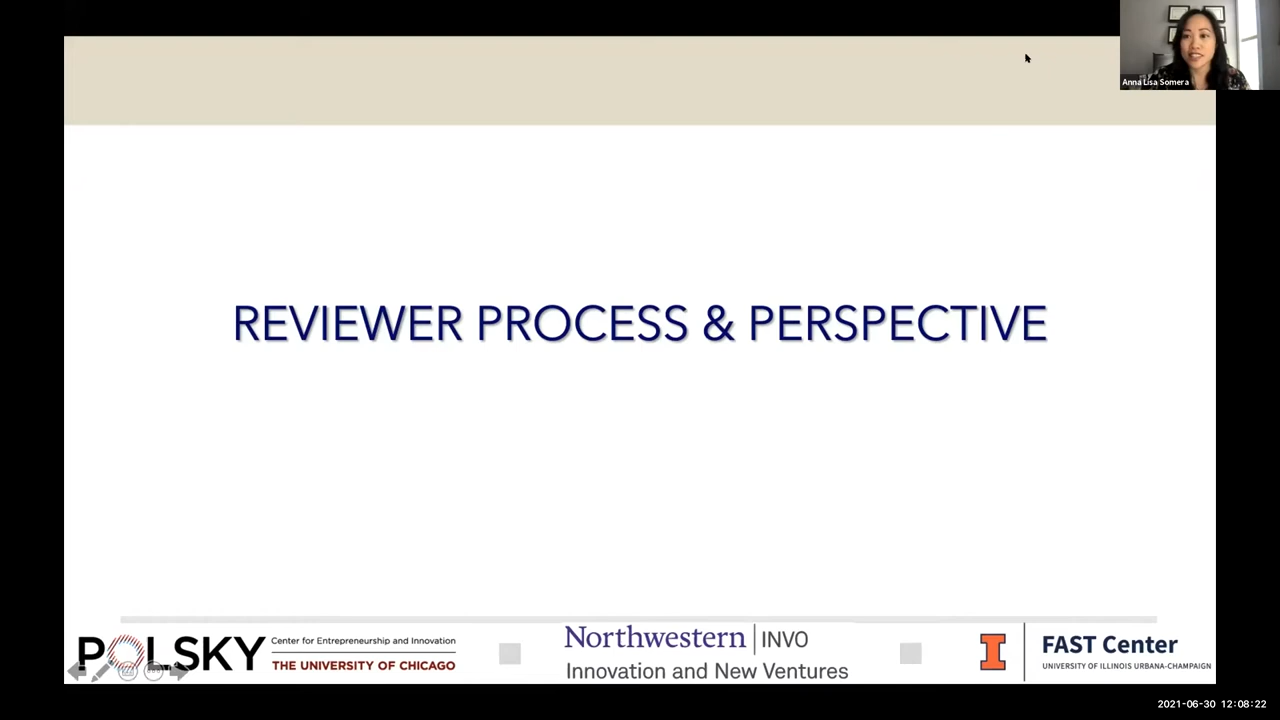 Anna Lisa Somera
REVIEWER PROCESS & PERSPECTIVE
POLSKY
Center for Entrepreneurship and Innovation
THE UNIVERSITY OF CHICAGO
Northwestern | INVO
Innovation and New Ventures
I
FAST Center
UNIVERSITY OF ILLINOIS URBANA-CHAMPAIGN
2021-06-30 12:08:22